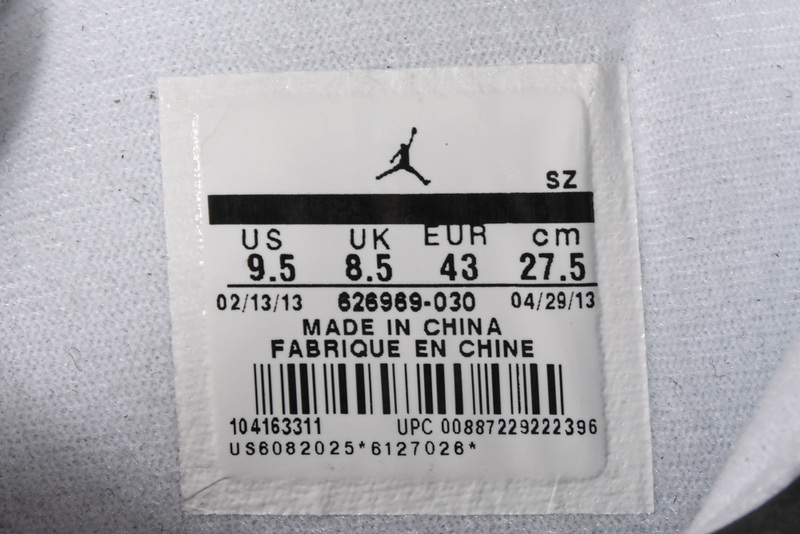 SZ
US UK EUR cm
9.5 8.5 43 27.5
02/13/13 626969-030 04/29/13
MADE IN CHINA
FABRIQUE EN CHINE
104163311 UPC 00887229222396
US6082025*6127026*